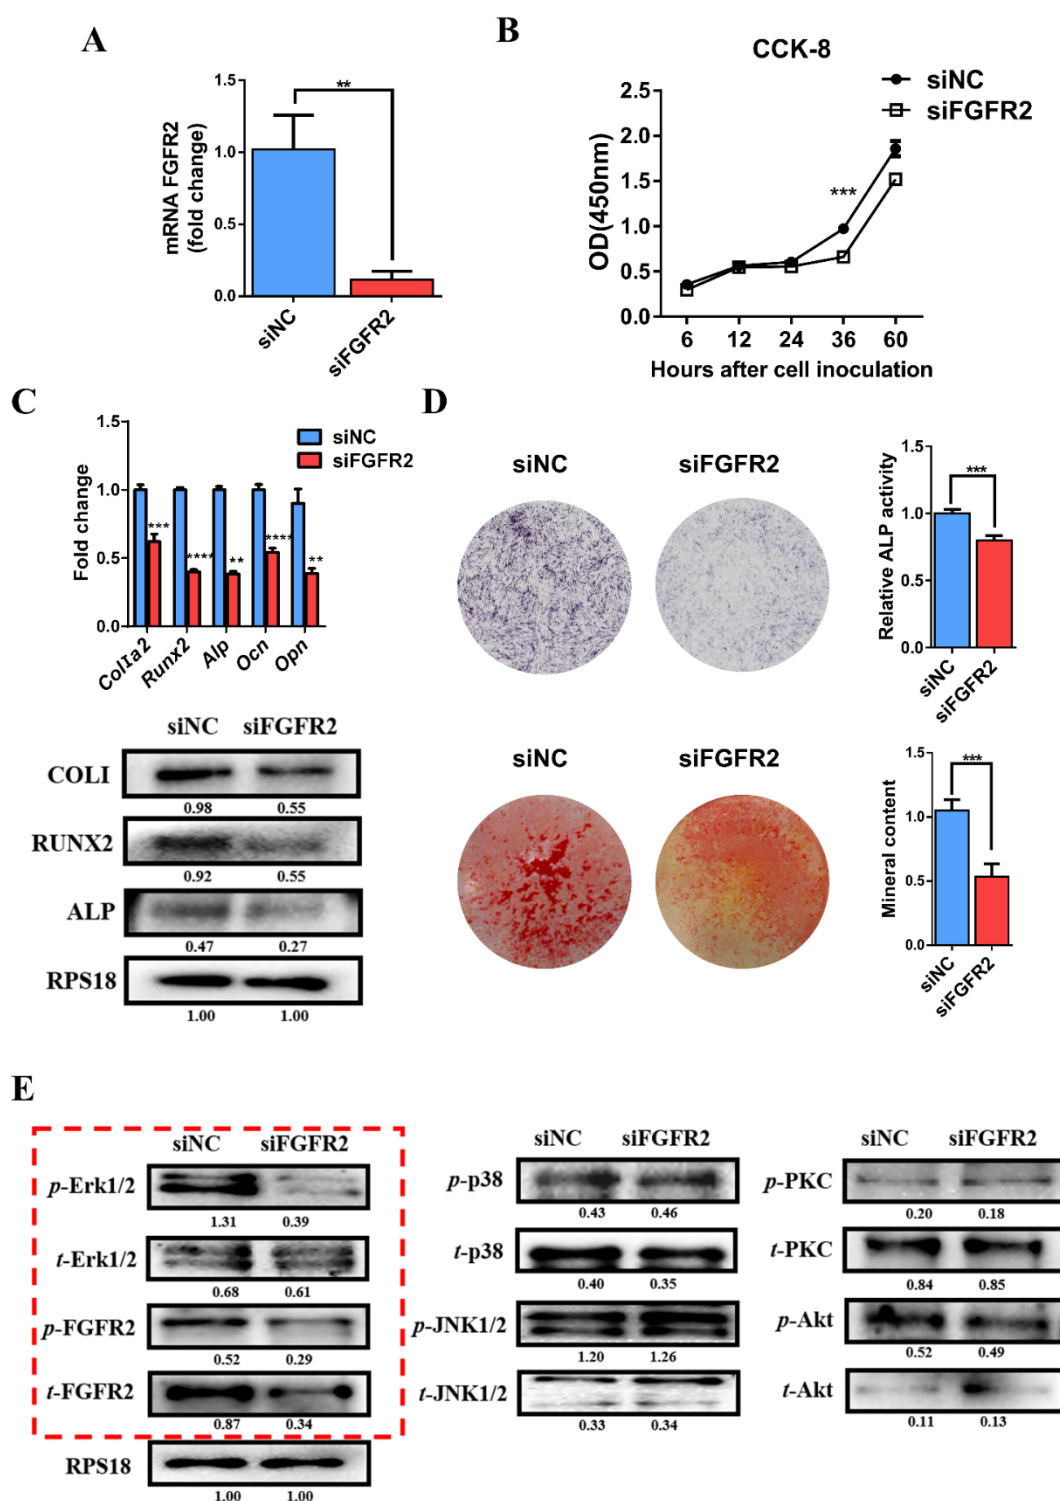 A
mRNA FGFR2
(fold change)
1.5
1.0
0.5
0.0
**
siNC
siFGFR2
B
CCK-8
siNC
siFGFR2
OD(450nm)
2.5
2.0
1.5
1.0
0.5
0.0
***
6 12 24 36 60
Hours after cell inoculation
C
Fold change
1.5
1.0
0.5
0.0
siNC
siFGFR2
*** **** ** **** **
ColIa2 Runx2 Alp Ocn Opn
siNC siFGFR2
COLI
0.98 0.55
RUNX2
0.92 0.55
ALP
0.47 0.27
RPS18
1.00 1.00
D
siNC siFGFR2
Relative ALP activity
1.5
1.0
0.5
0.0
***
siNC
siFGFR2
siNC siFGFR2
Mineral content
1.5
1.0
0.5
0.0
***
siNC
siFGFR2
E
siNC siFGFR2
p-Erk1/2
1.31 0.39
t-Erk1/2
0.68 0.61
p-FGFR2
0.52 0.29
t-FGFR2
0.87 0.34
RPS18
1.00 1.00
siNC siFGFR2
p-p38
0.43 0.46
t-p38
0.40 0.35
p-JNK1/2
1.20 1.26
t-JNK1/2
0.33 0.34
siNC siFGFR2
p-PKC
0.20 0.18
t-PKC
0.84 0.85
p-Akt
0.52 0.49
t-Akt
0.11 0.13